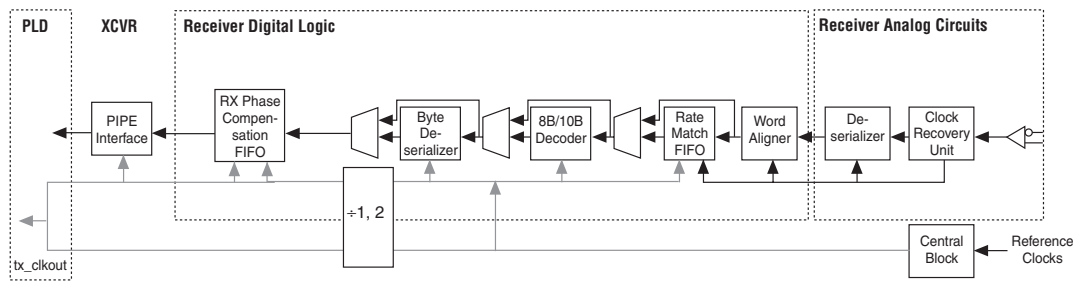 PLD
XCVR
Receiver Digital Logic
Receiver Analog Circuits
PIPE
Interface
RX Phase
Compen-
sation
FIFO
Byte
De-
serializer
8B/10B
Decoder
Rate
Match
FIFO
Word
Aligner
De-
serializer
Clock
Recovery
Unit
÷1, 2
tx_clkout
Central
Block
Reference
Clocks